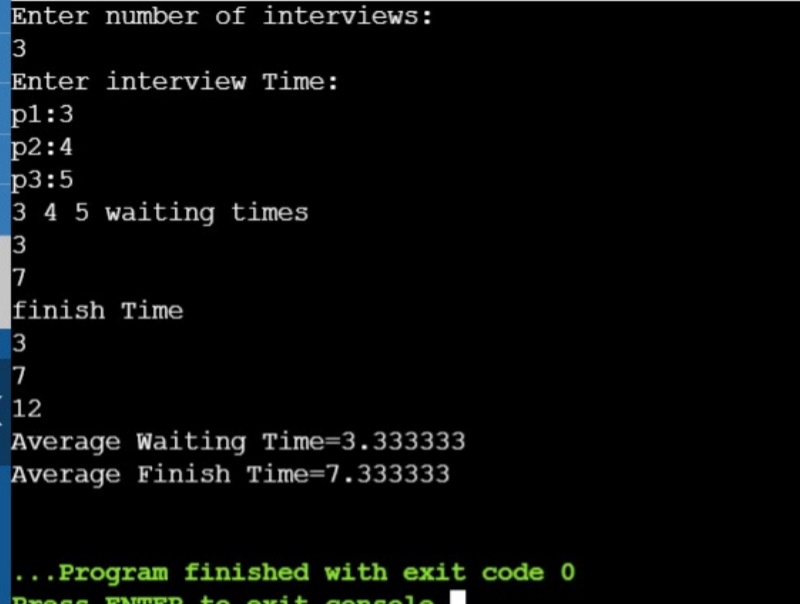 Enter number of interviews:
3
Enter interview Time:
p1:3
p2:4
p3:5
3 4 5 waiting times
3
7
finish Time
3
7
12
Average Waiting Time=3.333333
Average Finish Time=7.333333
...Program finished with exit code 0
Press ENTER to exit console.